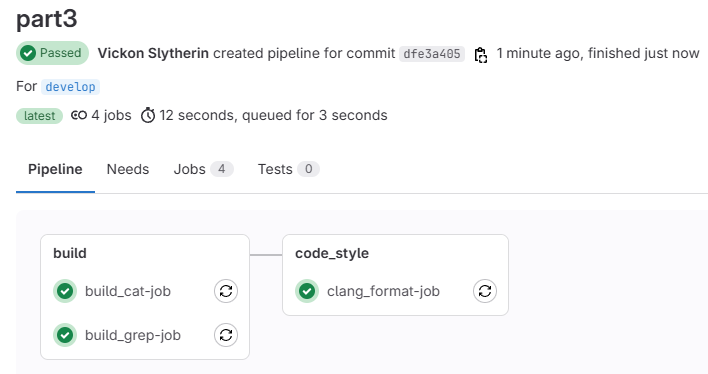 part3
Passed Vickon Slytherin created pipeline for commit dfe3a405 1 minute ago, finished just now
For develop
latest 4 jobs 12 seconds, queued for 3 seconds
Pipeline Needs Jobs 4 Tests 0
build code_style
build_cat-job clang_format-job
build_grep-job